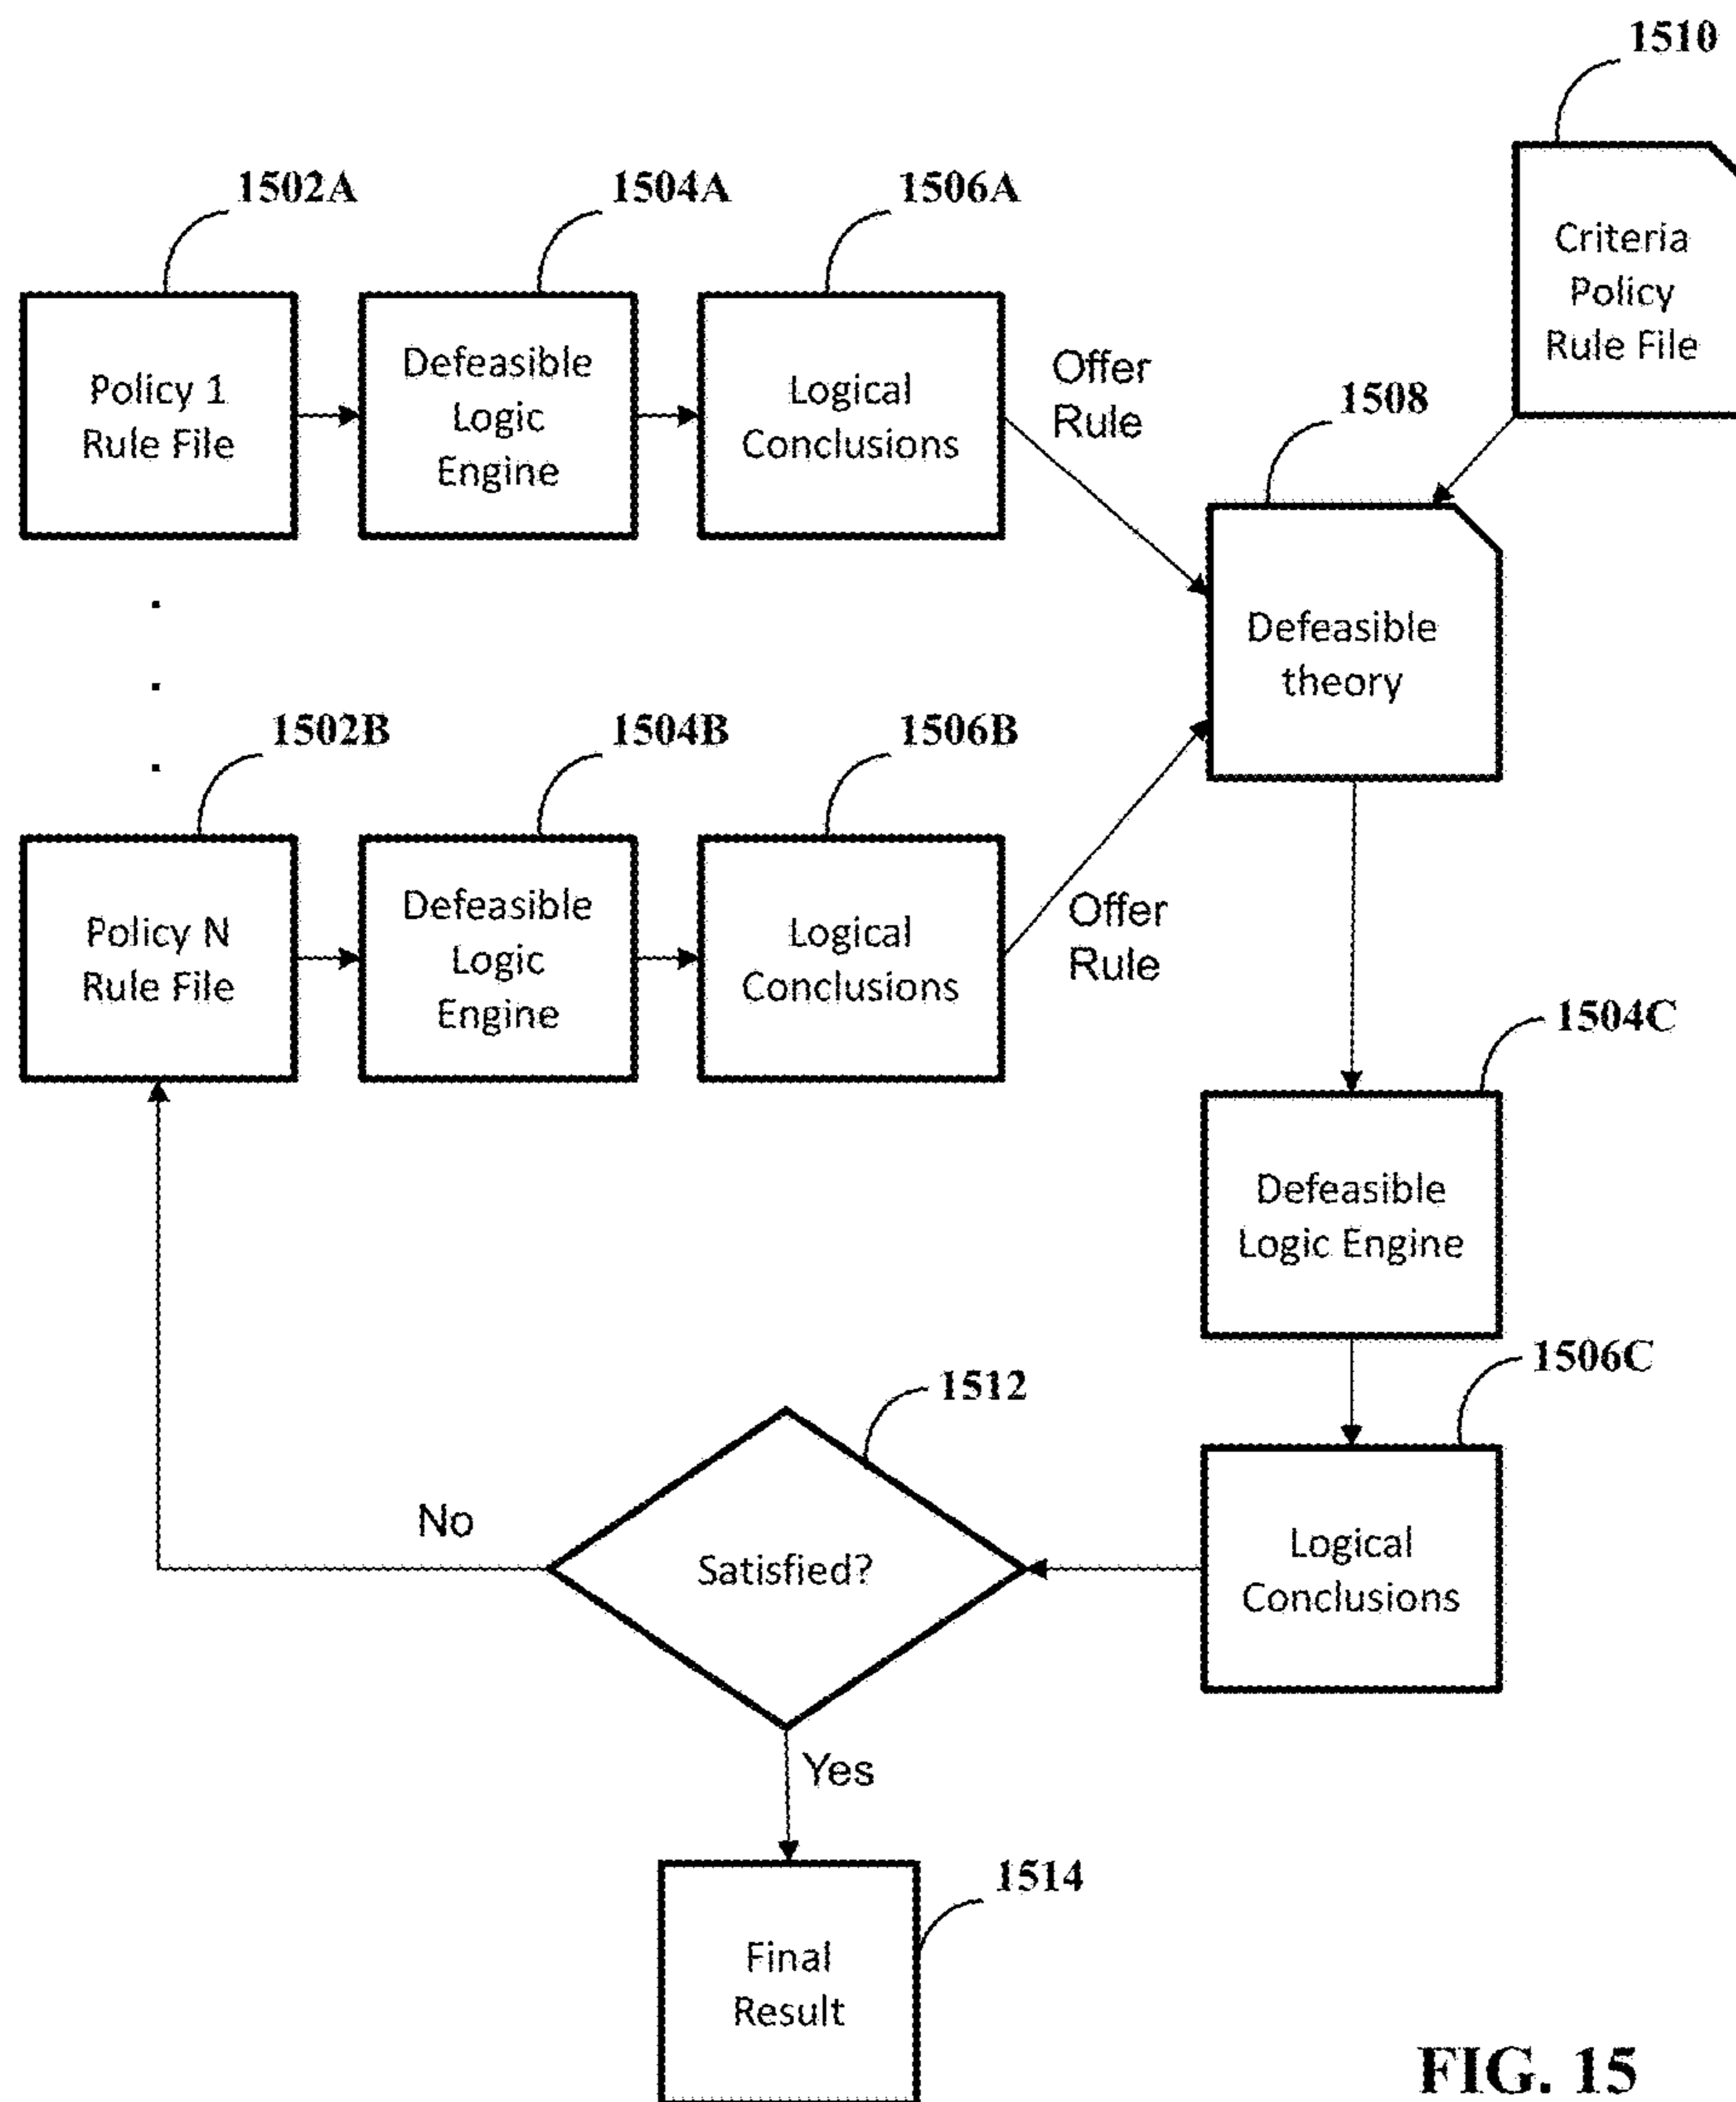 1510
Criteria
Policy
Rule File
1502A
1504A
1506A
Policy 1
Rule File
Defeasible
Logic
Engine
Logical
Conclusions
Offer
Rule
1508
Defeasible
theory
1502B
1504B
1506B
Policy N
Rule File
Defeasible
Logic
Engine
Logical
Conclusions
Offer
Rule
1504C
Defeasible
Logic Engine
1506C
Logical
Conclusions
1512
Satisfied?
No
Yes
1514
Final
Result
FIG. 15